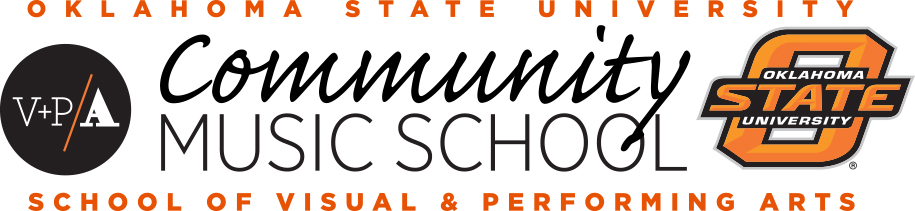 OKLAHOMA STATE UNIVERSITY
V+P/A
Community
MUSIC SCHOOL
OKLAHOMA
STATE
UNIVERSITY
®
SCHOOL OF VISUAL & PERFORMING ARTS